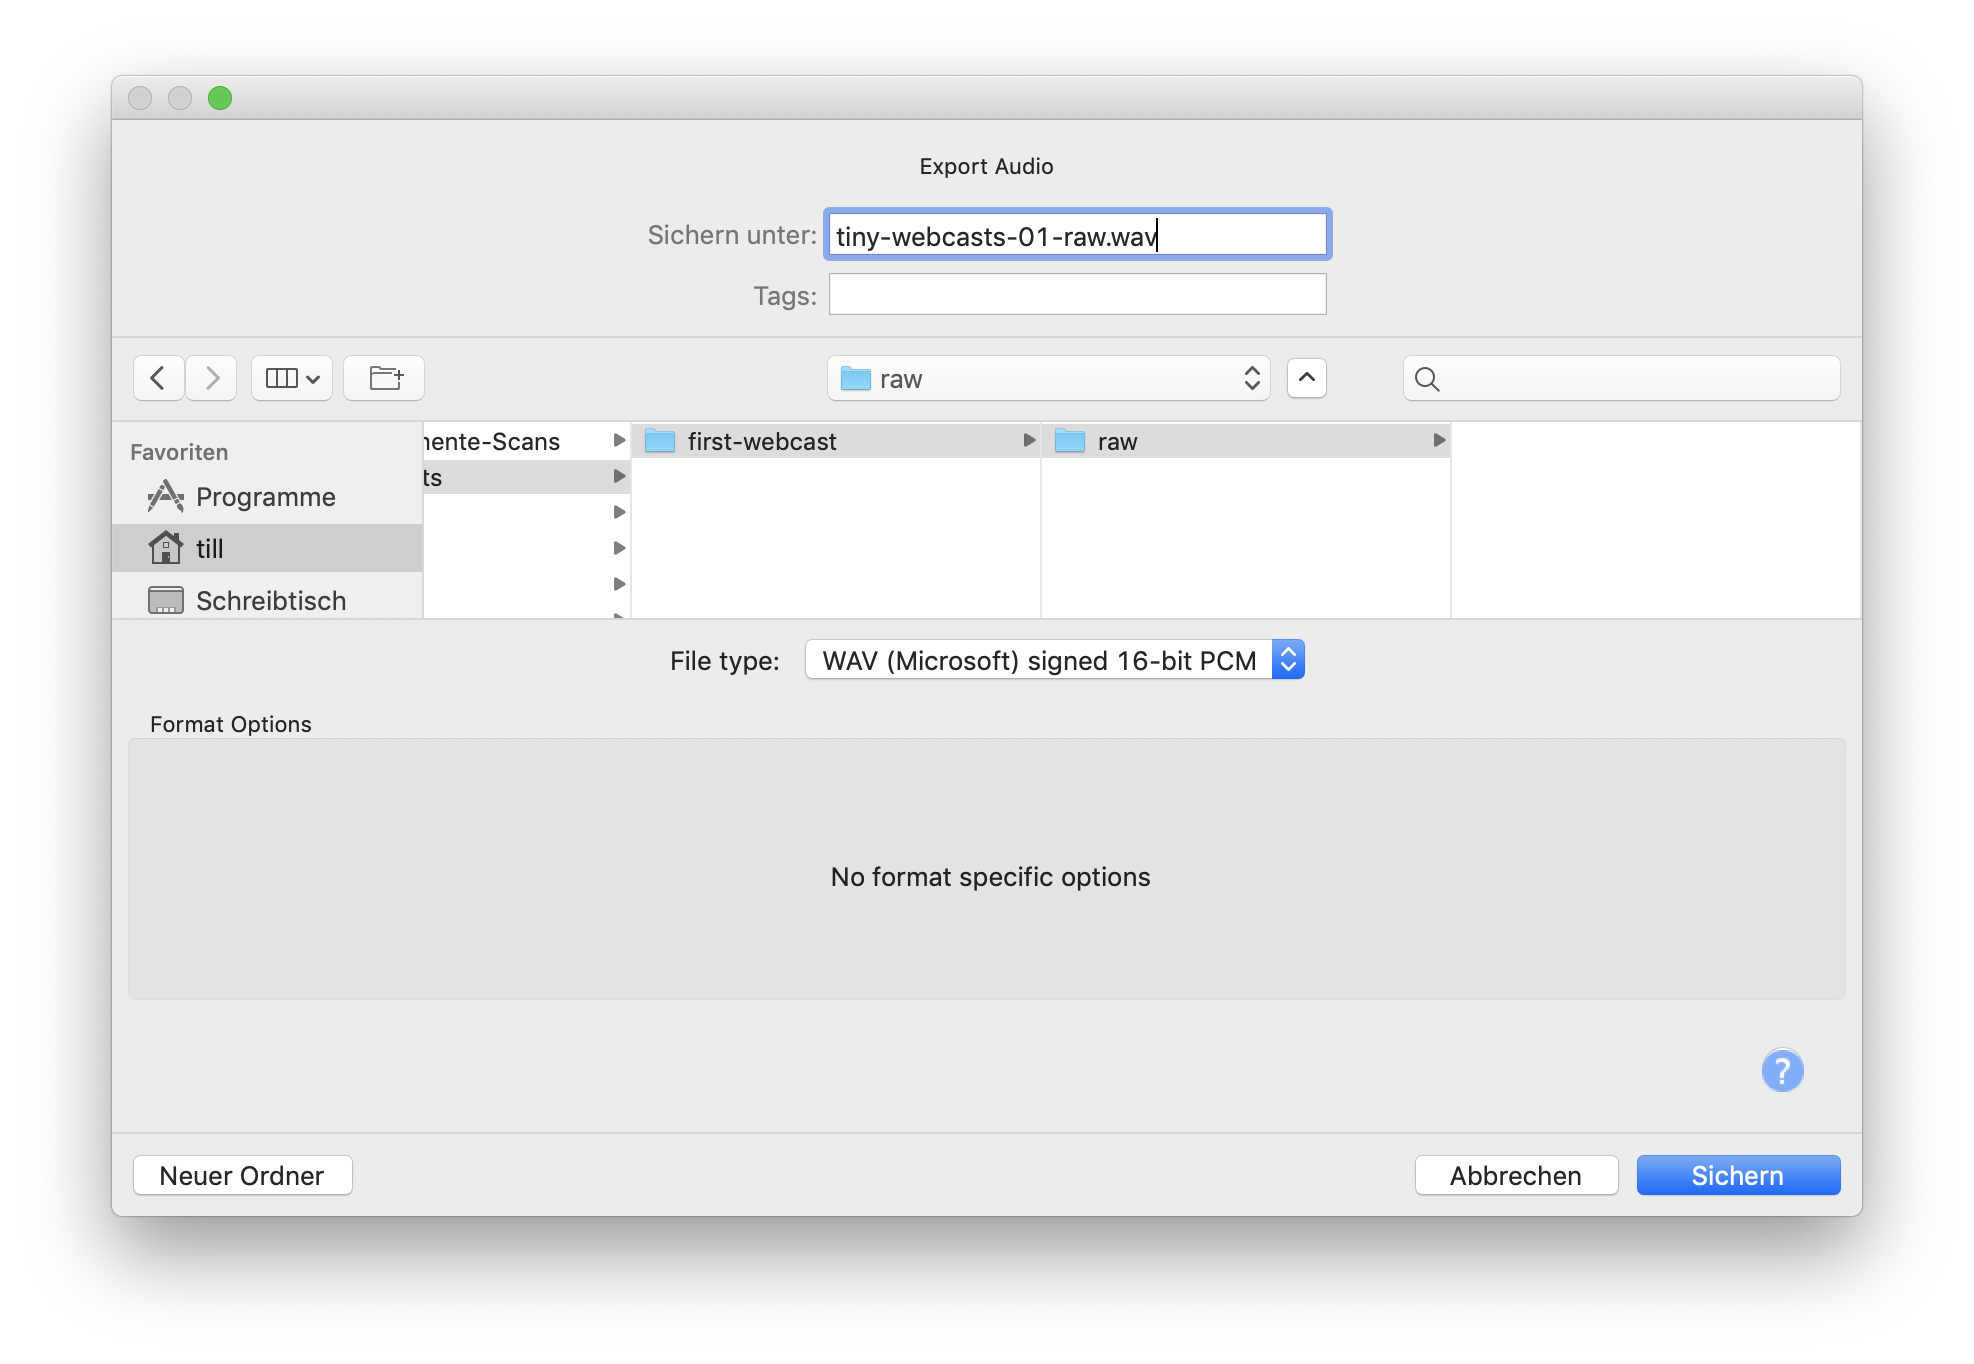 Export Audio
Sichern unter: tiny-webcasts-01-raw.wav
Tags:
raw
Favoriten
Programme
till
Schreibtisch
nente-Scans
ts
first-webcast
raw
File type: WAV (Microsoft) signed 16-bit PCM
Format Options
No format specific options
?
Neuer Ordner
Abbrechen
Sichern